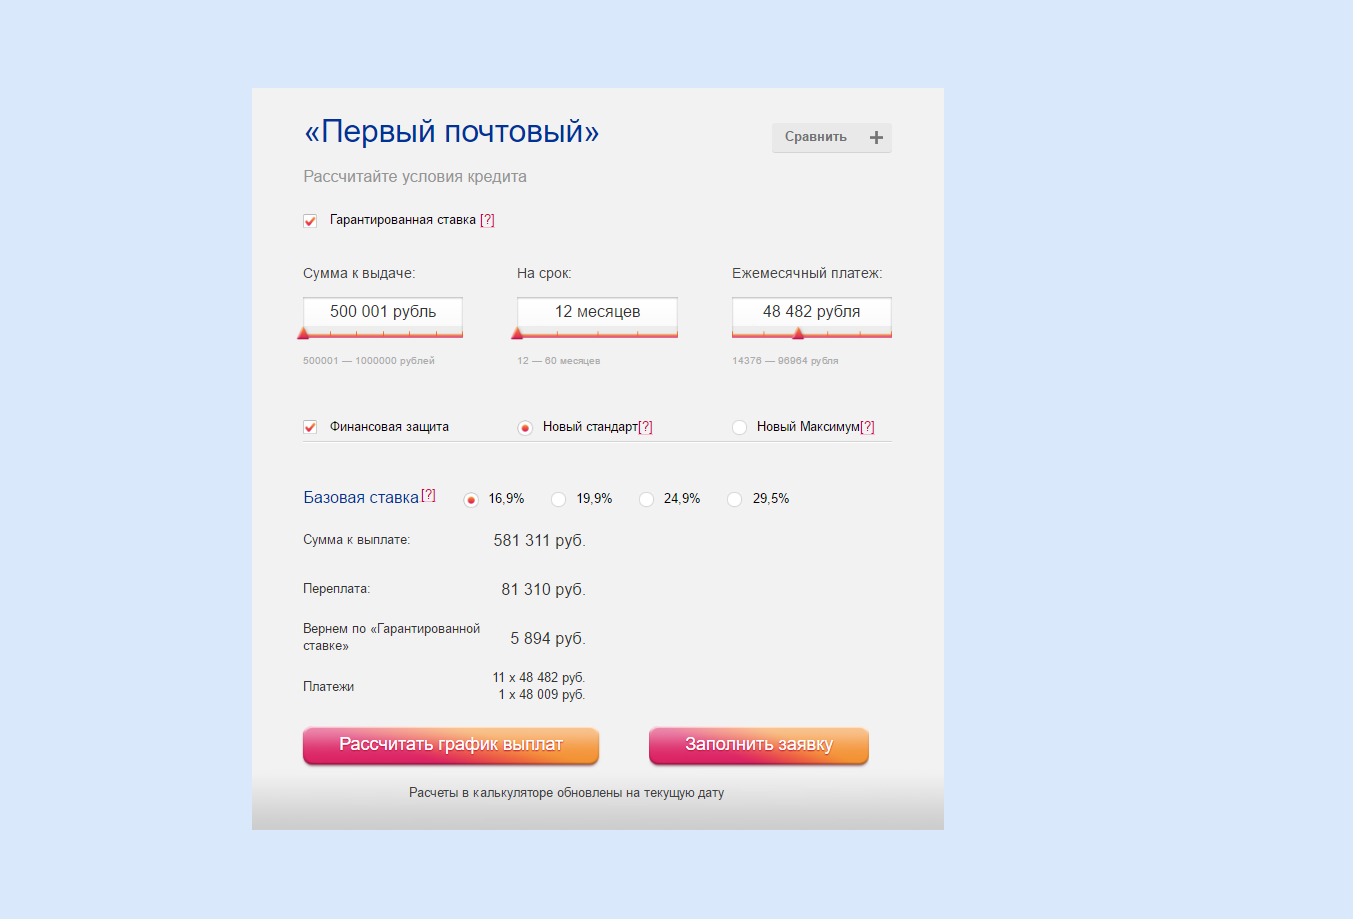 «Первый почтовый»
Сравнить
Рассчитайте условия кредита
Гарантированная ставка [?]
Сумма к выдаче: На срок: Ежемесячный платеж:
500 001 рубль 12 месяцев 48 482 рубля
500001 — 1000000 рублей 12 — 60 месяцев 14376 — 96964 рубля
Финансовая защита Новый стандарт[?] Новый Максимум[?]
Базовая ставка[?] 16,9% 19,9% 24,9% 29,5%
Сумма к выплате: 581 311 руб.
Переплата: 81 310 руб.
Вернем по «Гарантированной
ставке»
5 894 руб.
Платежи
11 x 48 482 руб.
1 x 48 009 руб.
Рассчитать график выплат Заполнить заявку
Расчеты в калькуляторе обновлены на текущую дату